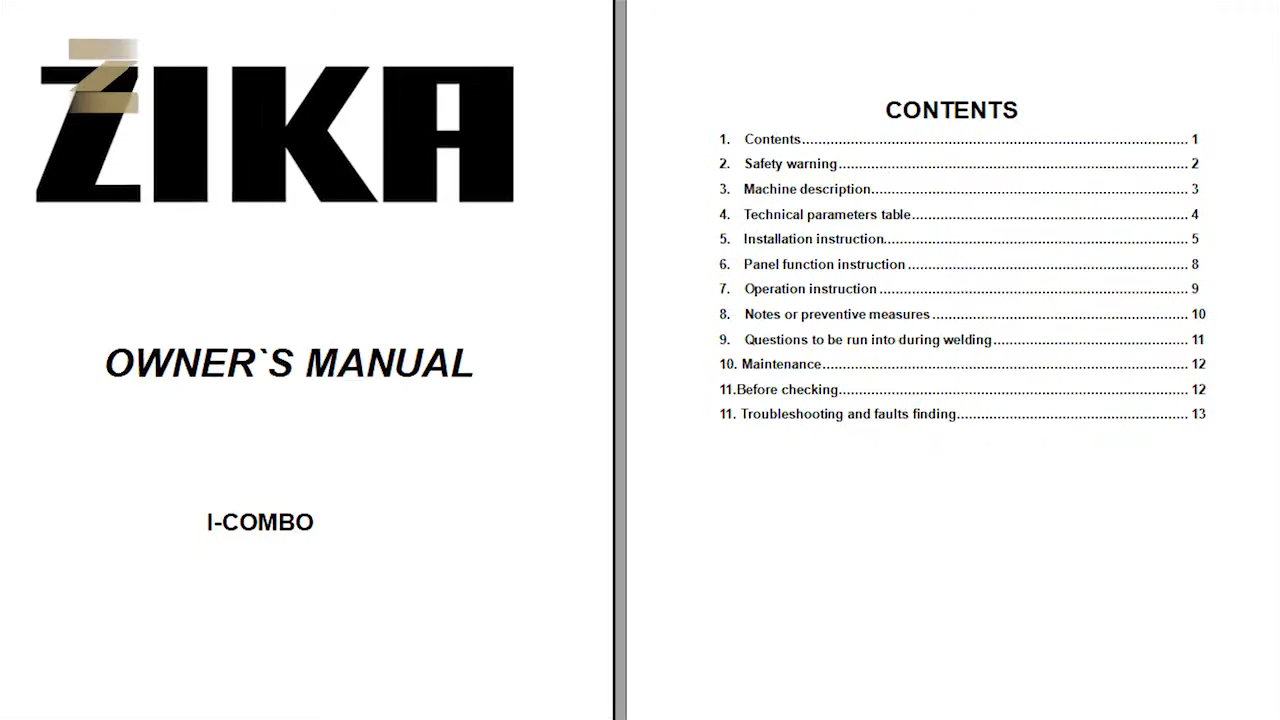 ZIKA
OWNER`S MANUAL
I-COMBO
CONTENTS
1. Contents.................................................................................................. 1
2. Safety warning......................................................................................... 2
3. Machine description................................................................................ 3
4. Technical parameters table...................................................................... 4
5. Installation instruction............................................................................. 5
6. Panel function instruction ....................................................................... 8
7. Operation instruction .............................................................................. 9
8. Notes or preventive measures ................................................................ 10
9. Questions to be run into during welding................................................. 11
10. Maintenance........................................................................................... 12
11.Before checking....................................................................................... 12
11. Troubleshooting and faults finding.......................................................... 13